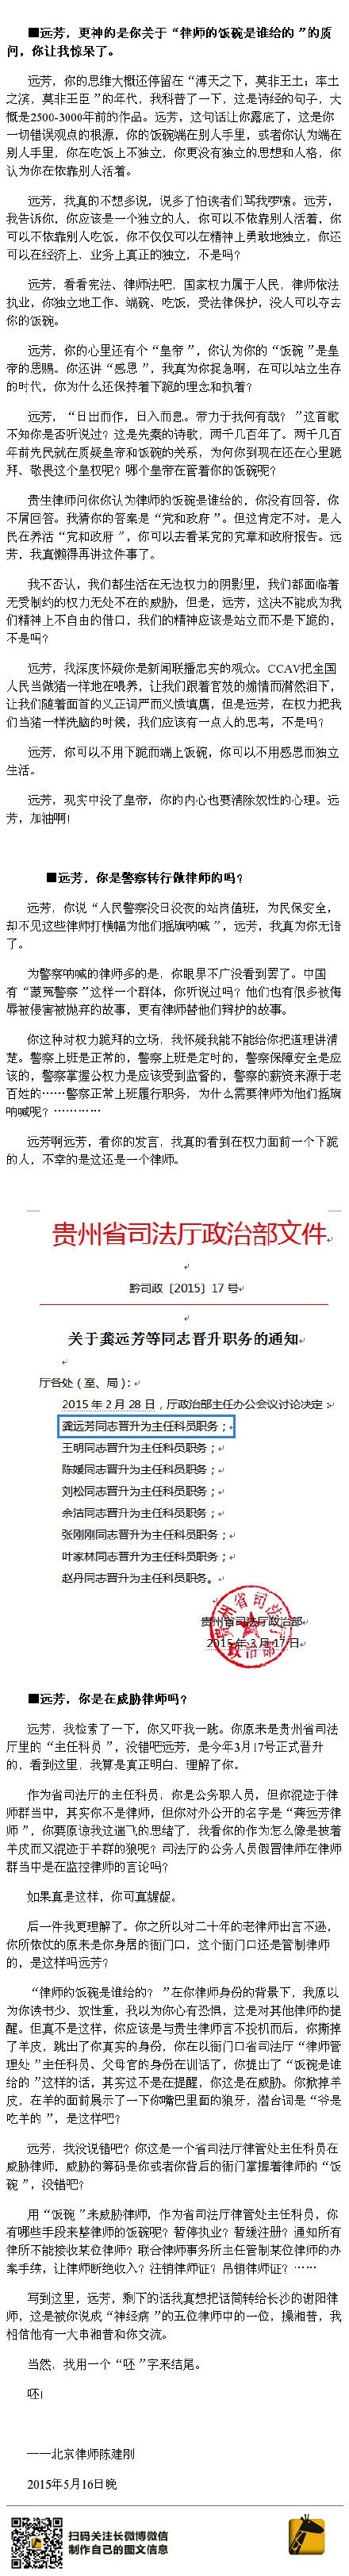 ■远芳，更神的是你关于“律师的饭碗是谁给的”的质
问，你让我惊呆了。
远芳，你的思维大概还停留在“溥天之下，莫非王土；率土
之滨，莫非王臣”的年代，我科普了一下，这是诗经的句子，大
概是2500-3000年前的作品。远芳，这句话让你露底了，这是你
一切错误观点的根源，你的饭碗端在别人手里，或者你认为端在
别人手里，你在吃饭上不独立，你更没有独立的思想和人格，你
认为你在依靠别人活着。
远芳，我真的不想多说，说多了怕读者们骂我啰嗦。远芳，
我告诉你，你应该是一个独立的人，你可以不依靠别人活着，你
可以不依靠别人吃饭，你不仅仅可以在精神上勇敢地独立，你还
可以在经济上、业务上真正的独立，不是吗？
远芳，看看宪法、律师法吧，国家权力属于人民，律师依法
执业，你独立地工作、端碗、吃饭，受法律保护，没人可以夺去
你的饭碗。
远芳，你的心里还有个“皇帝”，你认为你的“饭碗”是皇
帝的恩赐。你还讲“感恩”，我真为你捉急啊，在可以站立生存
的时代，你为什么还保持着下跪的理念和执着？
远芳，“日出而作，日入而息。帝力于我何有哉？”这首歌
不知你是否听说过？这是先秦的诗歌，两千几百年了。两千几百
年前先民就在质疑皇帝和饭碗的关系，为何你到现在还在心里跪
拜、敬畏这个皇权呢？哪个皇帝在管着你的饭碗呢？
贵生律师问你你认为律师的饭碗是谁给的，你没有回答，你
不屑回答。我猜你的答案是“党和政府”。但这肯定不对。是人
民在养活“党和政府”，你可以去看某党的党章和政府报告。远
芳，我真懒得再讲这件事了。
我不否认，我们都生活在无边权力的阴影里，我们都面临着
无受制约的权力无处不在的威胁，但是，远芳，这决不能成为我
们精神上不自由的借口，我们的精神应该是站立而不是下跪的，
不是吗？
远芳，我深度怀疑你是新闻联播忠实的观众。CCAV把全国
人民当做猪一样地在喂养，让我们跟着官效的煽情而潸然泪下，
让我们随着面首的义正词严而义愤填膺，但是远芳，在权力把我
们当猪一样洗脑的时候，我们应该有一点人的思考，不是吗？
远芳，你可以不用下跪而端上饭碗，你可以不用感恩而独立
生活。
远芳，现实中没了皇帝，你的内心也要清除奴性的心理。远
芳，加油啊！
■远芳，你是警察转行做律师的吗？
远芳，你说“人民警察没日没夜的站岗值班，为民保安全，
却不见这些律师打横幅为他们摇旗呐喊”，远芳，我真为你无语
了。
为警察呐喊的律师多的是，你眼界不广没看到罢了。中国
有“蒙冤警察”这样一个群体，你听说过吗？他们也有很多被侮
辱被侵害被抛弃的故事，更有律师替他们辩护的故事。
你这种对权力跪拜的立场，我怀疑我能不能给你把道理讲清
楚。警察上班是正常的，警察上班是定时的，警察保障安全是应
该的，警察掌握公权力是应该受到监督的，警察的薪资来源于老
百姓的……警察正常上班履行职务，为什么需要律师为他们摇旗
呐喊呢？…………
远芳啊远芳，看你的发言，我真的看到在权力面前一个下跪
的人，不幸的是这还是一个律师。
贵州省司法厅政治部文件
黔司政〔2015〕17号
关于龚远芳等同志晋升职务的通知
厅各处（室、局）：
2015年2月28日，厅政治部主任办公会议讨论决定：
龚远芳同志晋升为主任科员职务；
王明同志晋升为主任科员职务；
陈媛同志晋升为主任科员职务；
刘松同志晋升为主任科员职务；
余洁同志晋升为主任科员职务；
张刚刚同志晋升为主任科员职务；
叶家林同志晋升为主任科员职务；
赵丹同志晋升为主任科员职务。
贵州省司法厅政治部
2015年3月17日
■远芳，你是在威胁律师吗？
远芳，我检索了一下，你又吓我一跳。你原来是贵州省司法
厅里的“主任科员”，没错吧远芳，是今年3月17号正式晋升
的，看到这里，我算是真正明白、理解了你。
作为省司法厅的主任科员，你是公务职人员，但你混迹于律
师群当中，其实你不是律师，但你对外公开的名字是“龚远芳律
师”，你要原谅我这遄飞的思绪了，我看你的作为怎么像是披着
羊皮而又混迹于羊群的狼呢？司法厅的公务人员假冒律师在律师
群当中是在监控律师的言论吗？
如果真是这样，你可真龌龊。
后一件我更理解了。你之所以对二十年的老律师出言不逊，
你所依仗的原来是你身居的衙门口，这个衙门口还是管制律师
的，是这样吗远芳？
“律师的饭碗是谁给的？”在你律师身份的背景下，我原以
为你读书少、奴性重，我以为你心有恐惧，这是对其他律师的提
醒。但真不是这样，你应该是与贵生律师言不投机而后，你撕掉
了羊皮，跳出了你真实的身份，你在以衙门口省司法厅“律师管
理处”主任科员、父母官的身份在训话了，你提出了“饭碗是谁
给的”这样的话，其实这不是在提醒，你这是在威胁。你掀掉羊
皮，在羊的面前展示了一下你嘴巴里面的狼牙，潜台词是“爷是
吃羊的”，是这样吧？
远芳，我没说错吧？你这是一个省司法厅律管处主任科员在
威胁律师，威胁的筹码是你或者你背后的衙门掌握着律师的“饭
碗”，没错吧？
用“饭碗”来威胁律师，作为省司法厅律管处主任科员，你
有哪些手段来整律师的饭碗呢？暂停执业？暂缓注册？通知所有
律所不能接收某位律师？联合律师事务所主任管制某位律师的办
案手续，让律师断绝收入？注销律师证？吊销律师证？……
写到这里，远芳，剩下的话我真想把话筒转给长沙的谢阳律
师，这是被你说成“神经病”的五位律师中的一位，操湘音，我
相信他有一大串湘音和你交流。
当然，我用一个“呸”字来结尾。
呸！
——北京律师陈建刚
2015年5月16日晚
扫码关注长微博微信
制作自己的图文信息